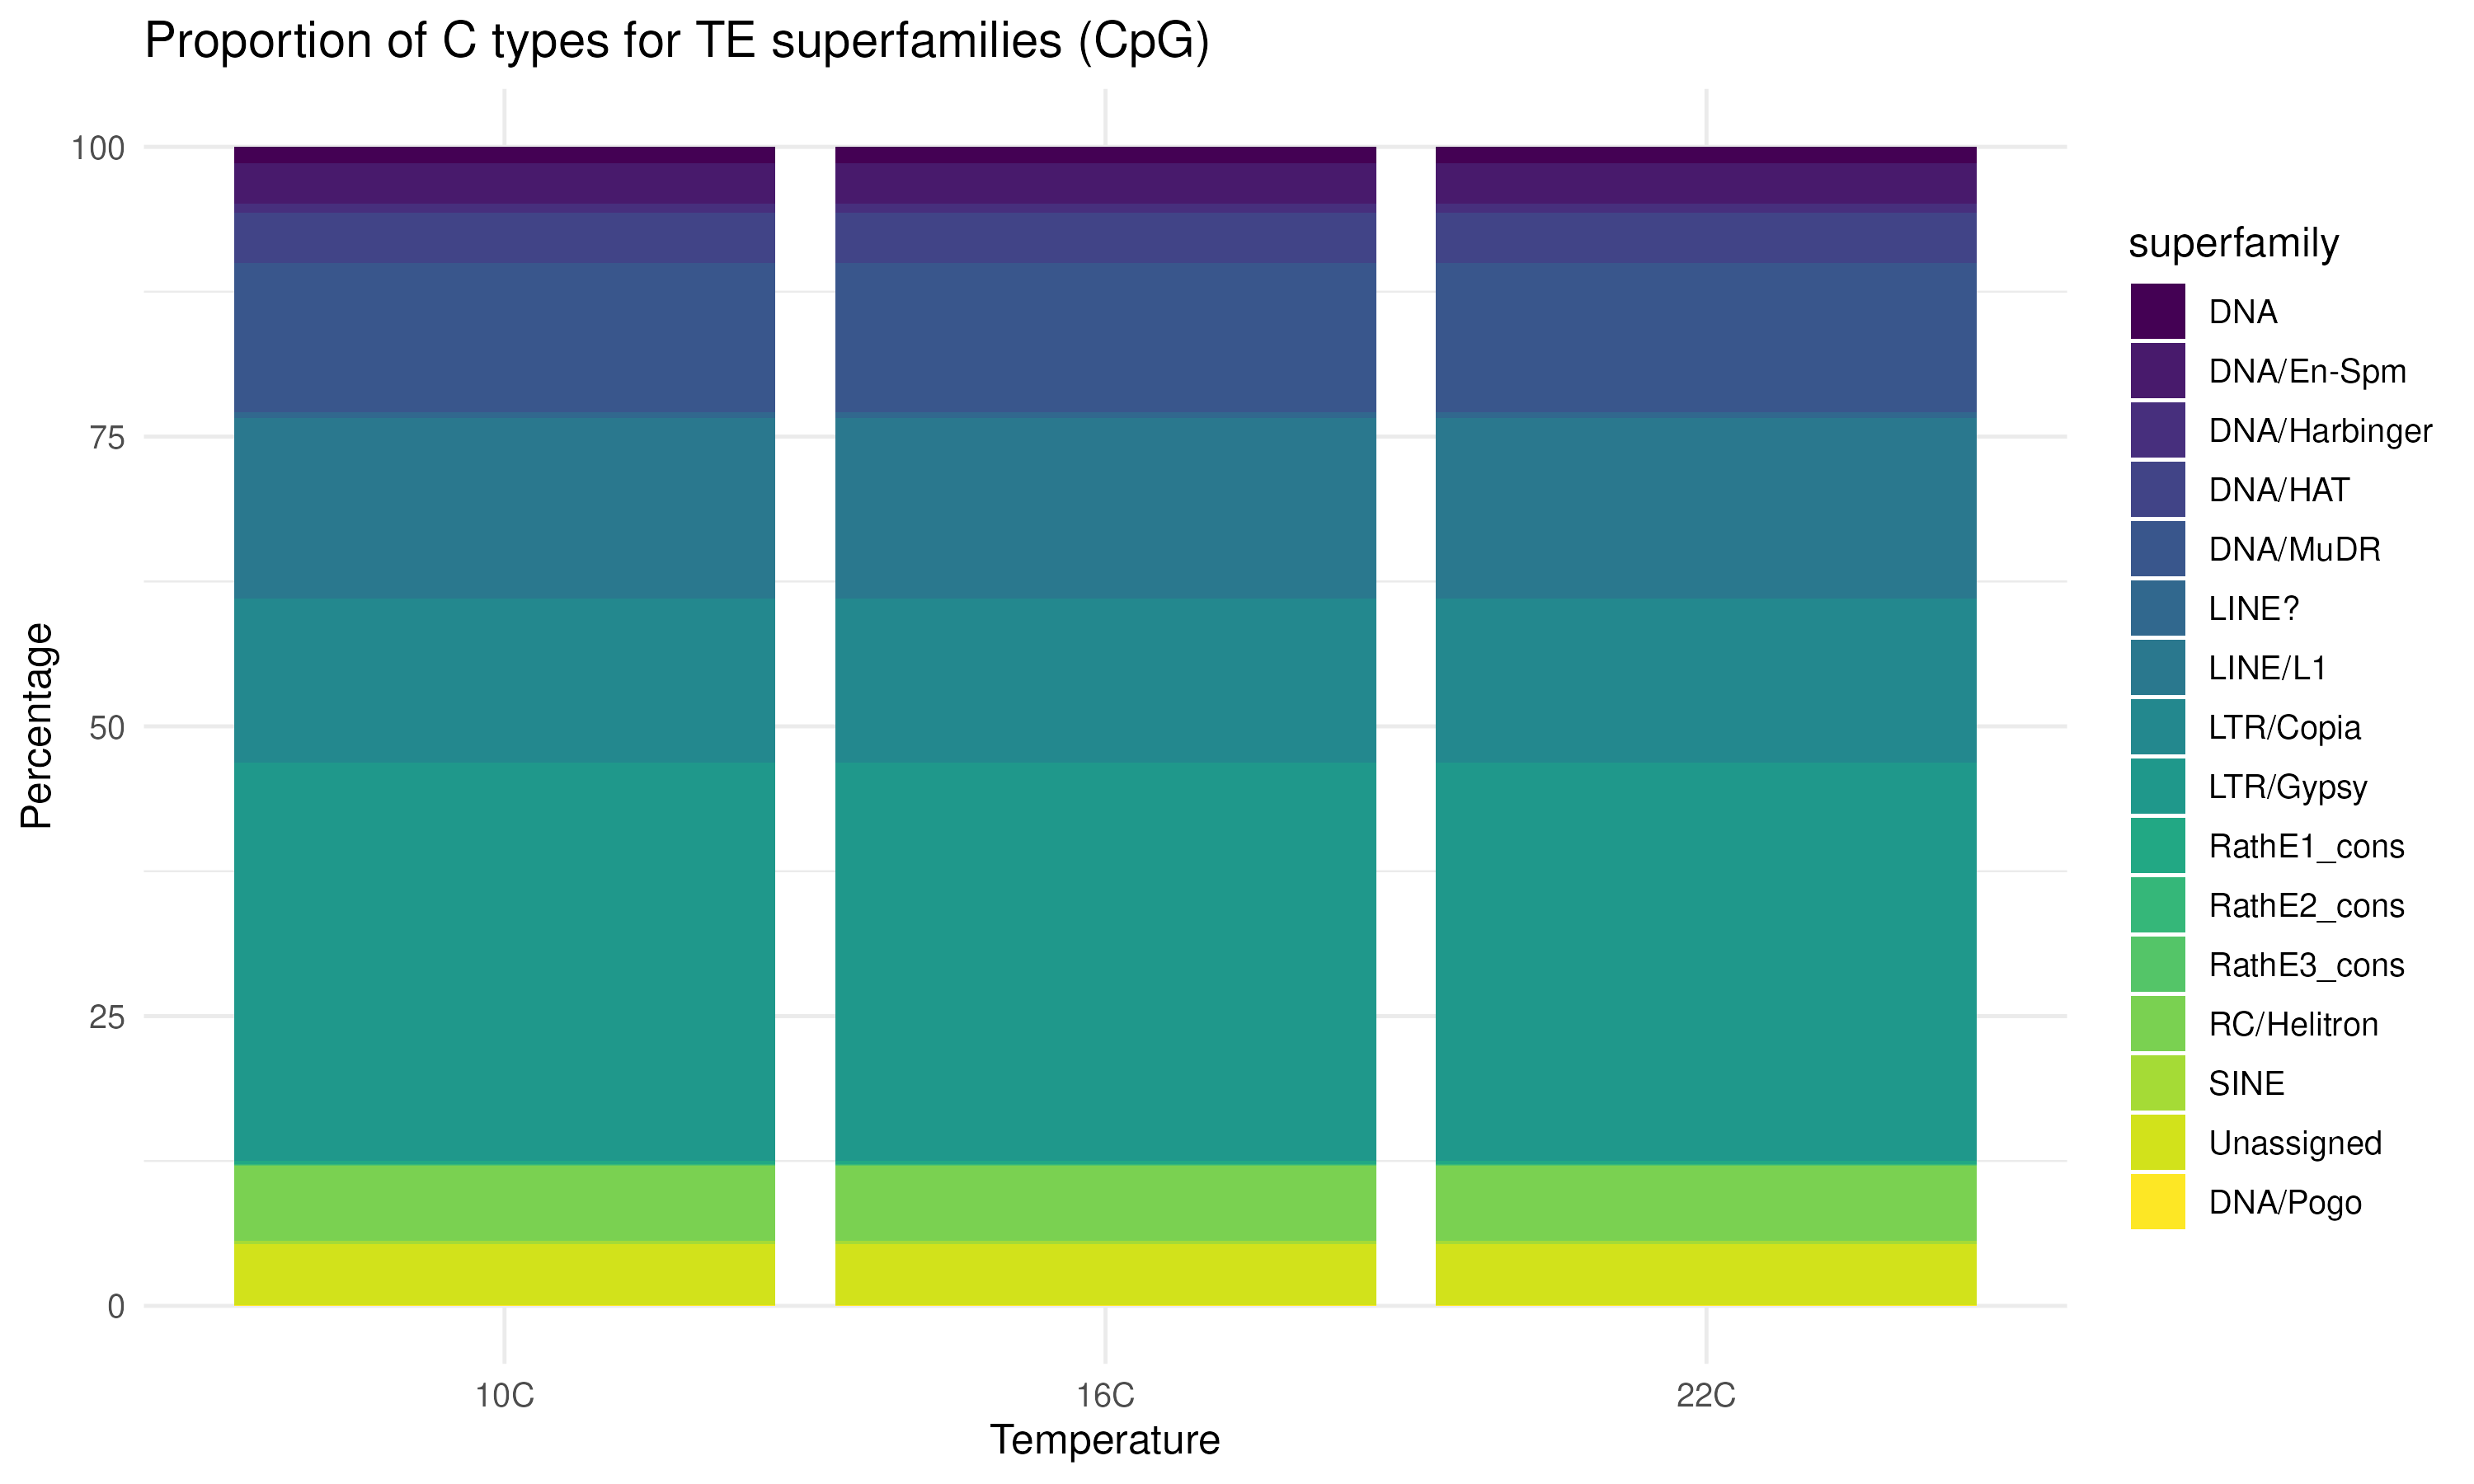 Proportion of C types for TE superfamilies (CpG)
Percentage
100
75
50
25
0
10C
16C
22C
Temperature
superfamily
DNA
DNA/En-Spm
DNA/Harbinger
DNA/HAT
DNA/MuDR
LINE?
LINE/L1
LTR/Copia
LTR/Gypsy
RathE1_cons
RathE2_cons
RathE3_cons
RC/Helitron
SINE
Unassigned
DNA/Pogo